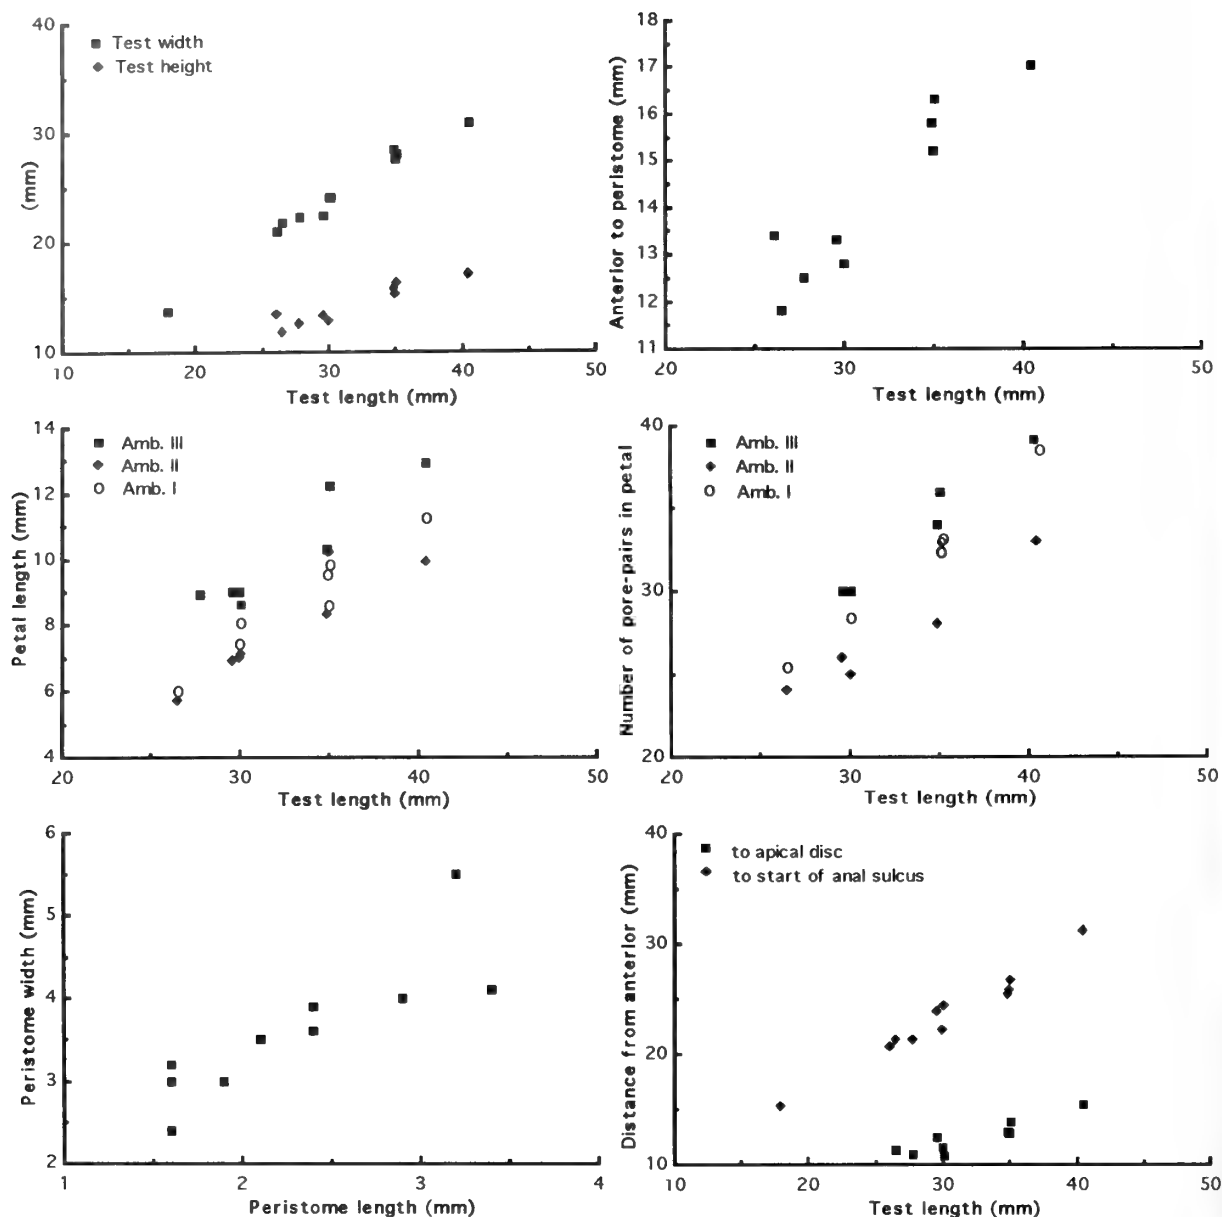 40
30
20
10
(mm)
■ Test width
◆ Test height
10 20 30 40 50
Test length (mm)
18
17
16
15
14
13
12
11
Anterior to peristome (mm)
20 30 40 50
Test length (mm)
14
12
10
8
6
4
Petal length (mm)
■ Amb. III
◆ Amb. II
O Amb. I
20 30 40 50
Test length (mm)
40
30
20
Number of pore-pairs in petal
■ Amb. III
◆ Amb. II
O Amb. I
20 30 40 50
Test length (mm)
6
5
4
3
2
Peristome width (mm)
1 2 3 4
Peristome length (mm)
40
30
20
10
Distance from anterior (mm)
■ to apical disc
◆ to start of anal sulcus
10 20 30 40 50
Test length (mm)